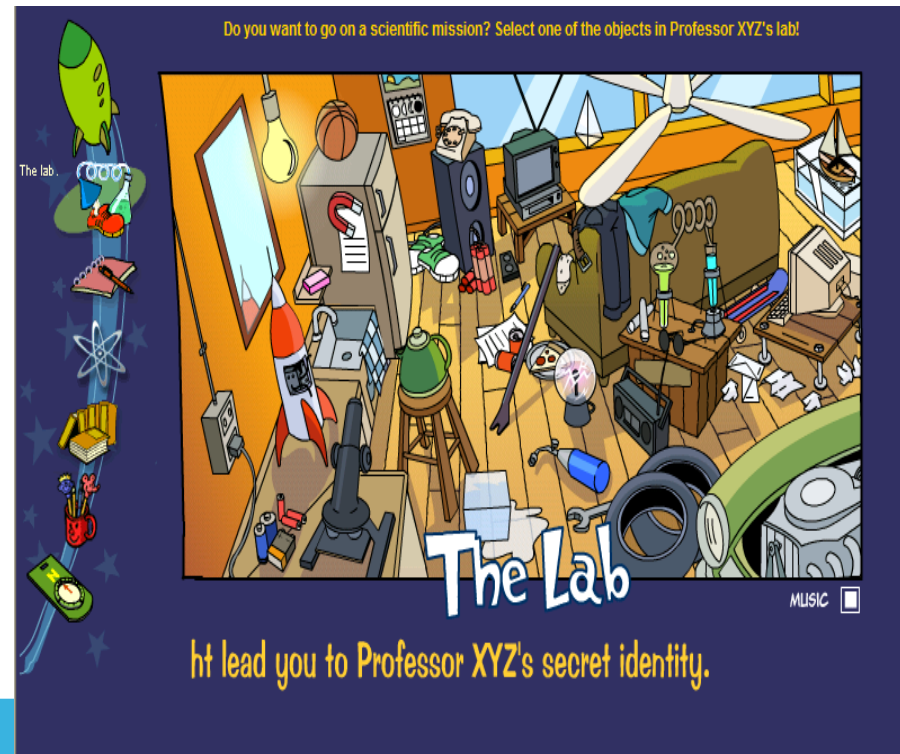 Do you want to go on a scientific mission? Select one of the objects in Professor XYZ's lab!
The lab.
The Lab
MUSIC
ht lead you to Professor XYZ's secret identity.